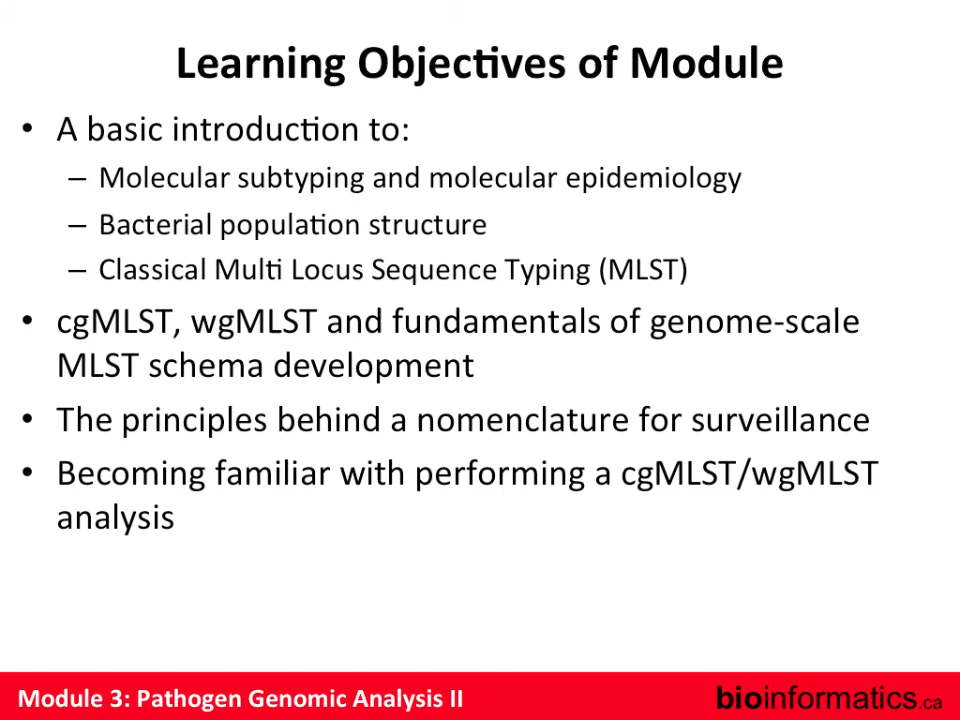 Learning Objectives of Module
• A basic introduction to:
– Molecular subtyping and molecular epidemiology
– Bacterial population structure
– Classical Multi Locus Sequence Typing (MLST)
• cgMLST, wgMLST and fundamentals of genome-scale
MLST schema development
• The principles behind a nomenclature for surveillance
• Becoming familiar with performing a cgMLST/wgMLST
analysis
Module 3: Pathogen Genomic Analysis II
bioinformatics.ca